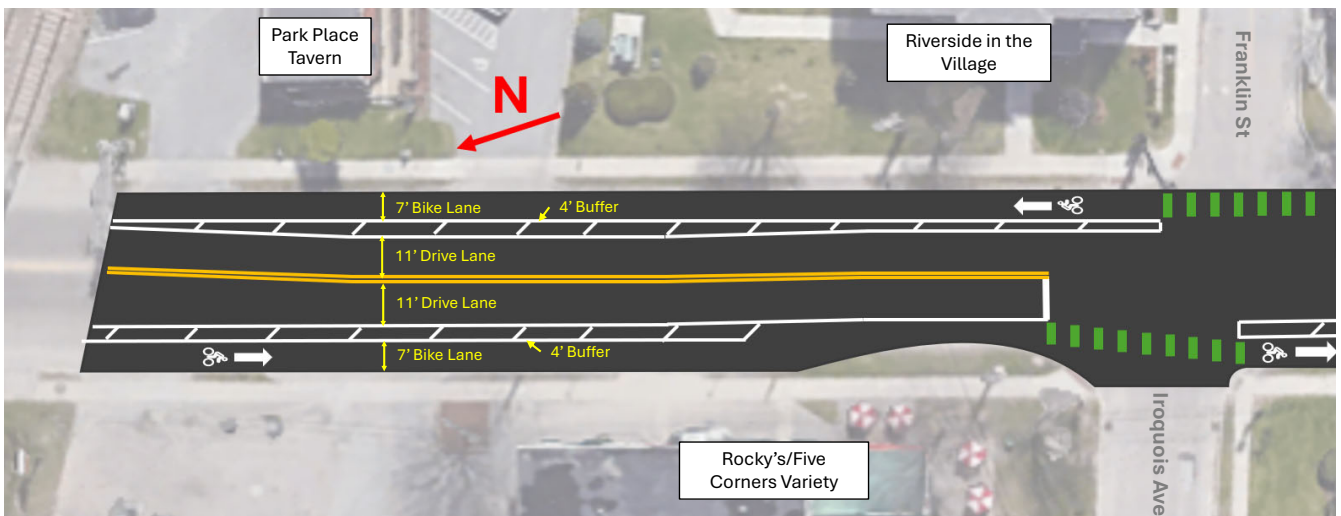 Park Place
Tavern
Riverside in the
Village
Franklin St
N
7' Bike Lane
4' Buffer
11' Drive Lane
11' Drive Lane
7' Bike Lane
4' Buffer
Rocky's/Five
Corners Variety
Iroquois Ave